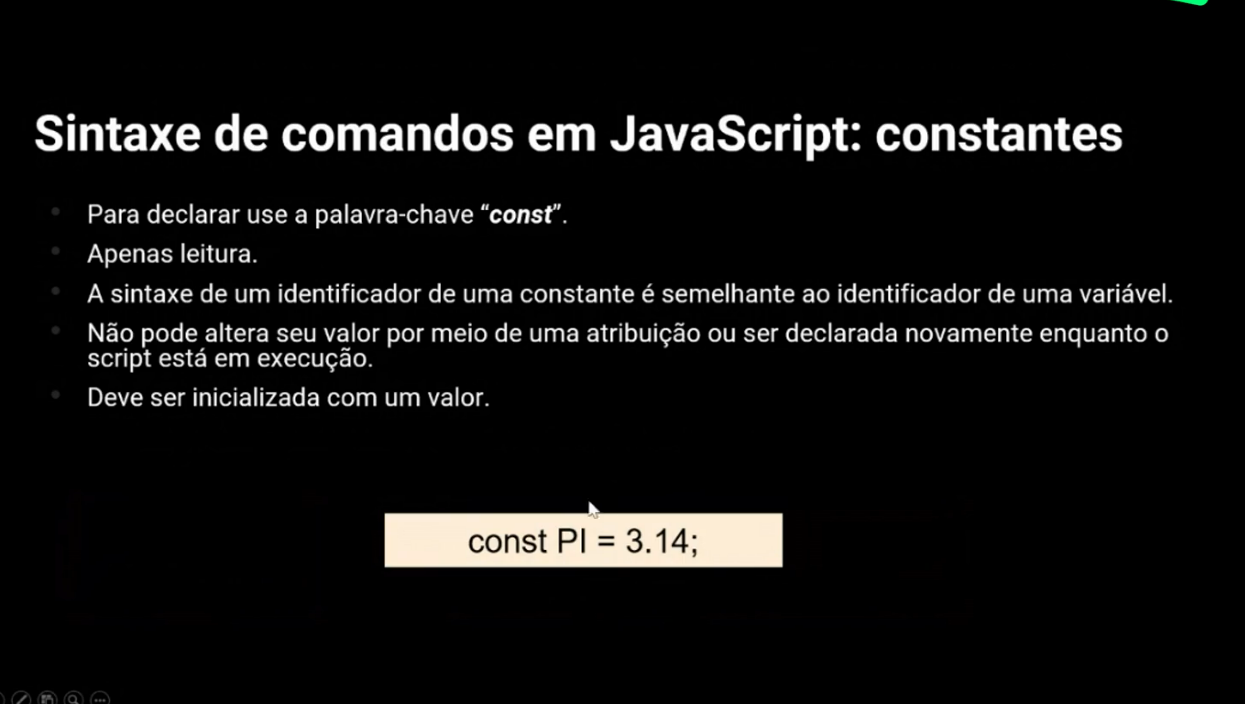 Sintaxe de comandos em JavaScript: constantes
Para declarar use a palavra-chave “const”.
Apenas leitura.
A sintaxe de um identificador de uma constante é semelhante ao identificador de uma variável.
Não pode altera seu valor por meio de uma atribuição ou ser declarada novamente enquanto o
script está em execução.
Deve ser inicializada com um valor.
const PI = 3.14;